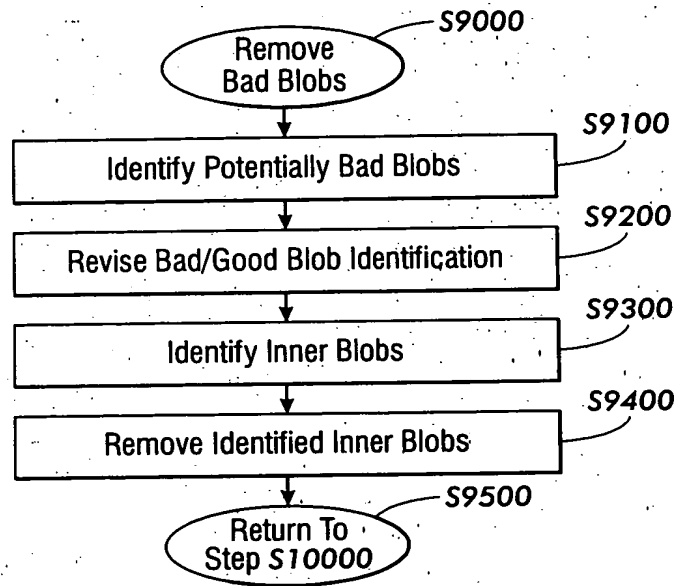 Remove
Bad Blobs
S9000
S9100
Identify Potentially Bad Blobs
S9200
Revise Bad/Good Blob Identification
S9300
Identify Inner Blobs
S9400
Remove Identified Inner Blobs
S9500
Return To
Step S10000